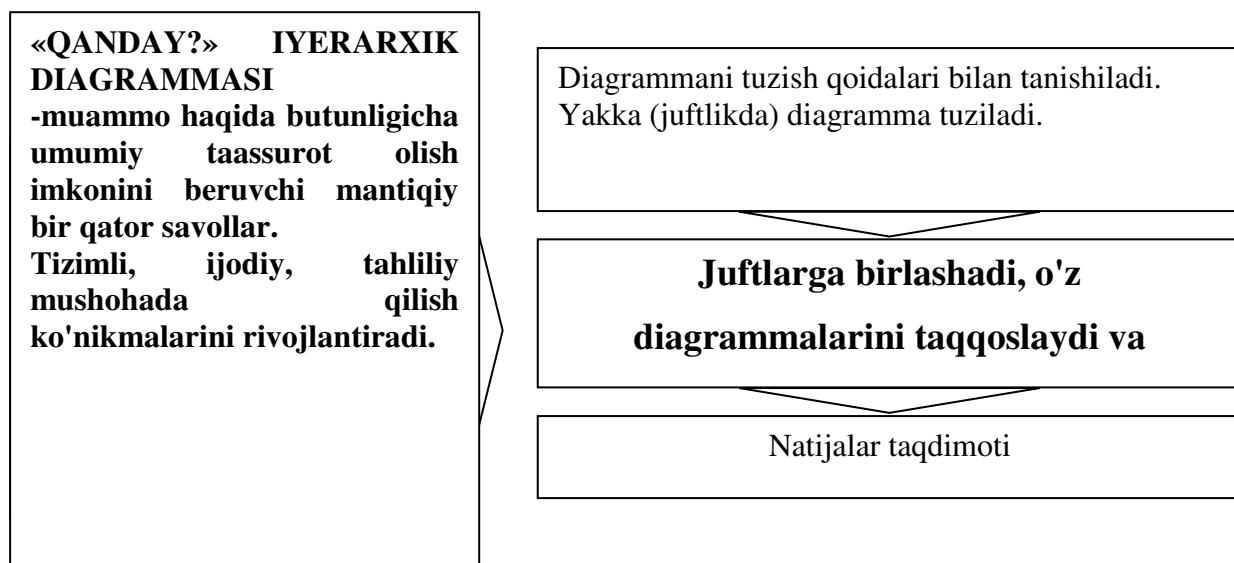 «QANDAY?» IYERARXIK
DIAGRAMMASI
-muammo haqida butunligicha
umumiy taassurot olish
imkonini beruvchi mantiqiy
bir qator savollar.
Tizimli, ijodiy, tahliliy
mushohada qilish
ko'nikmalarini rivojlantiradi.
Diagrammani tuzish qoidalari bilan tanishiladi.
Yakka (juftlikda) diagramma tuziladi.
Juftlarga birlashadi, o'z
diagrammalarini taqqoslaydi va
Natijalar taqdimoti